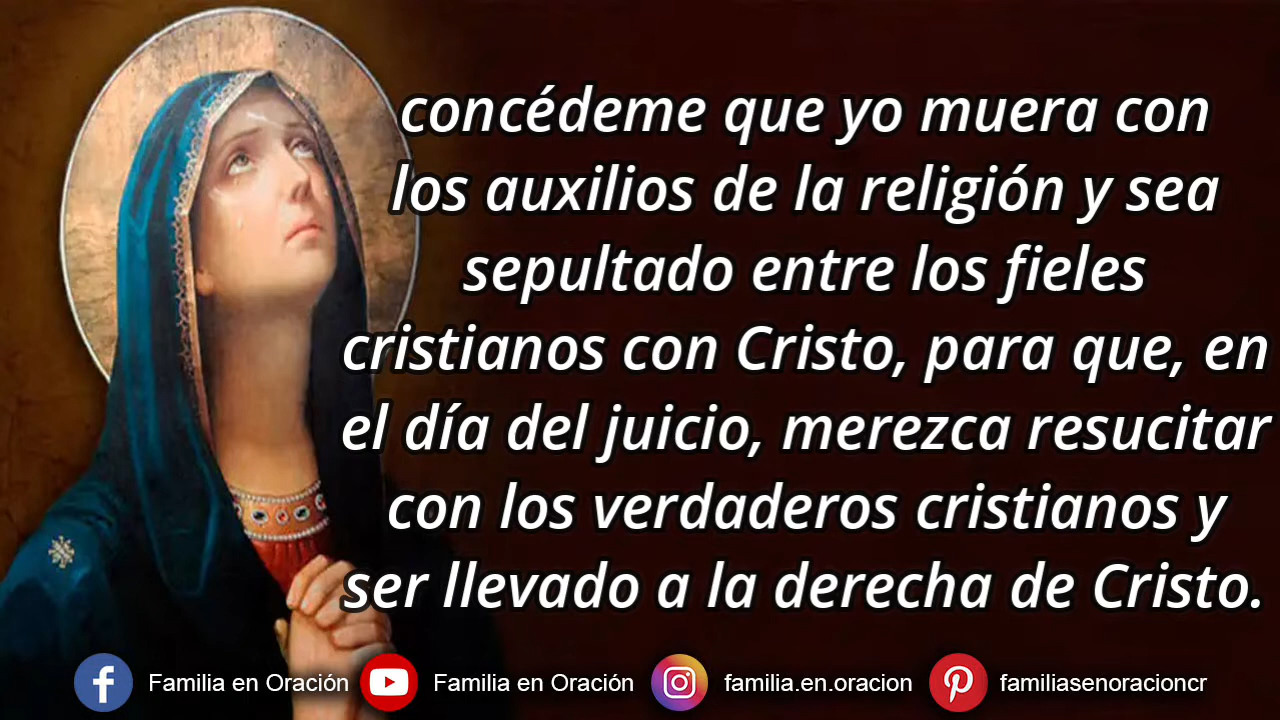 concédeme que yo muera con
los auxilios de la religión y sea
sepultado entre los fieles
cristianos con Cristo, para que, en
el día del juicio, merezca resucitar
con los verdaderos cristianos y
ser llevado a la derecha de Cristo.
Familia en Oración Familia en Oración familia.en.oracion familiasenoracioncr